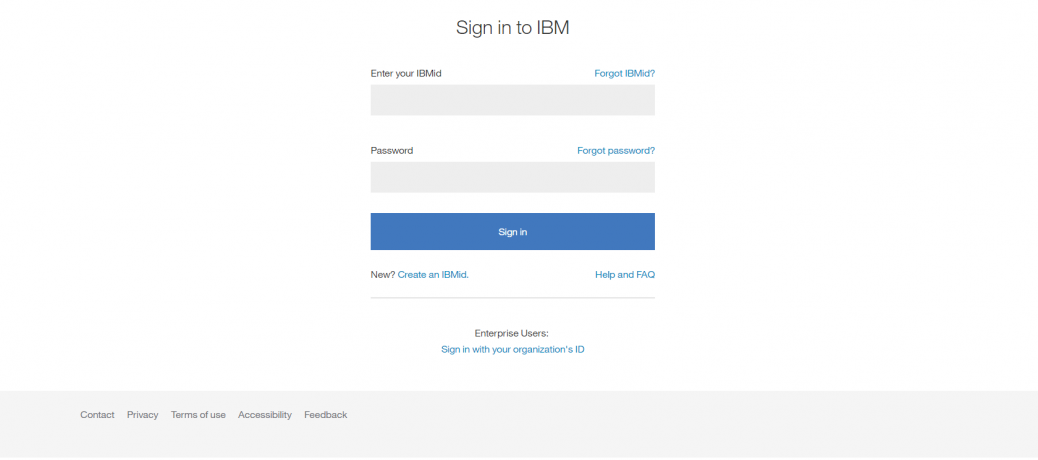 Sign in to IBM
Enter your IBMid Forgot IBMid?
Password Forgot password?
Sign in
New? Create an IBMid. Help and FAQ
Enterprise Users:
Sign in with your organization's ID
Contact Privacy Terms of use Accessibility Feedback